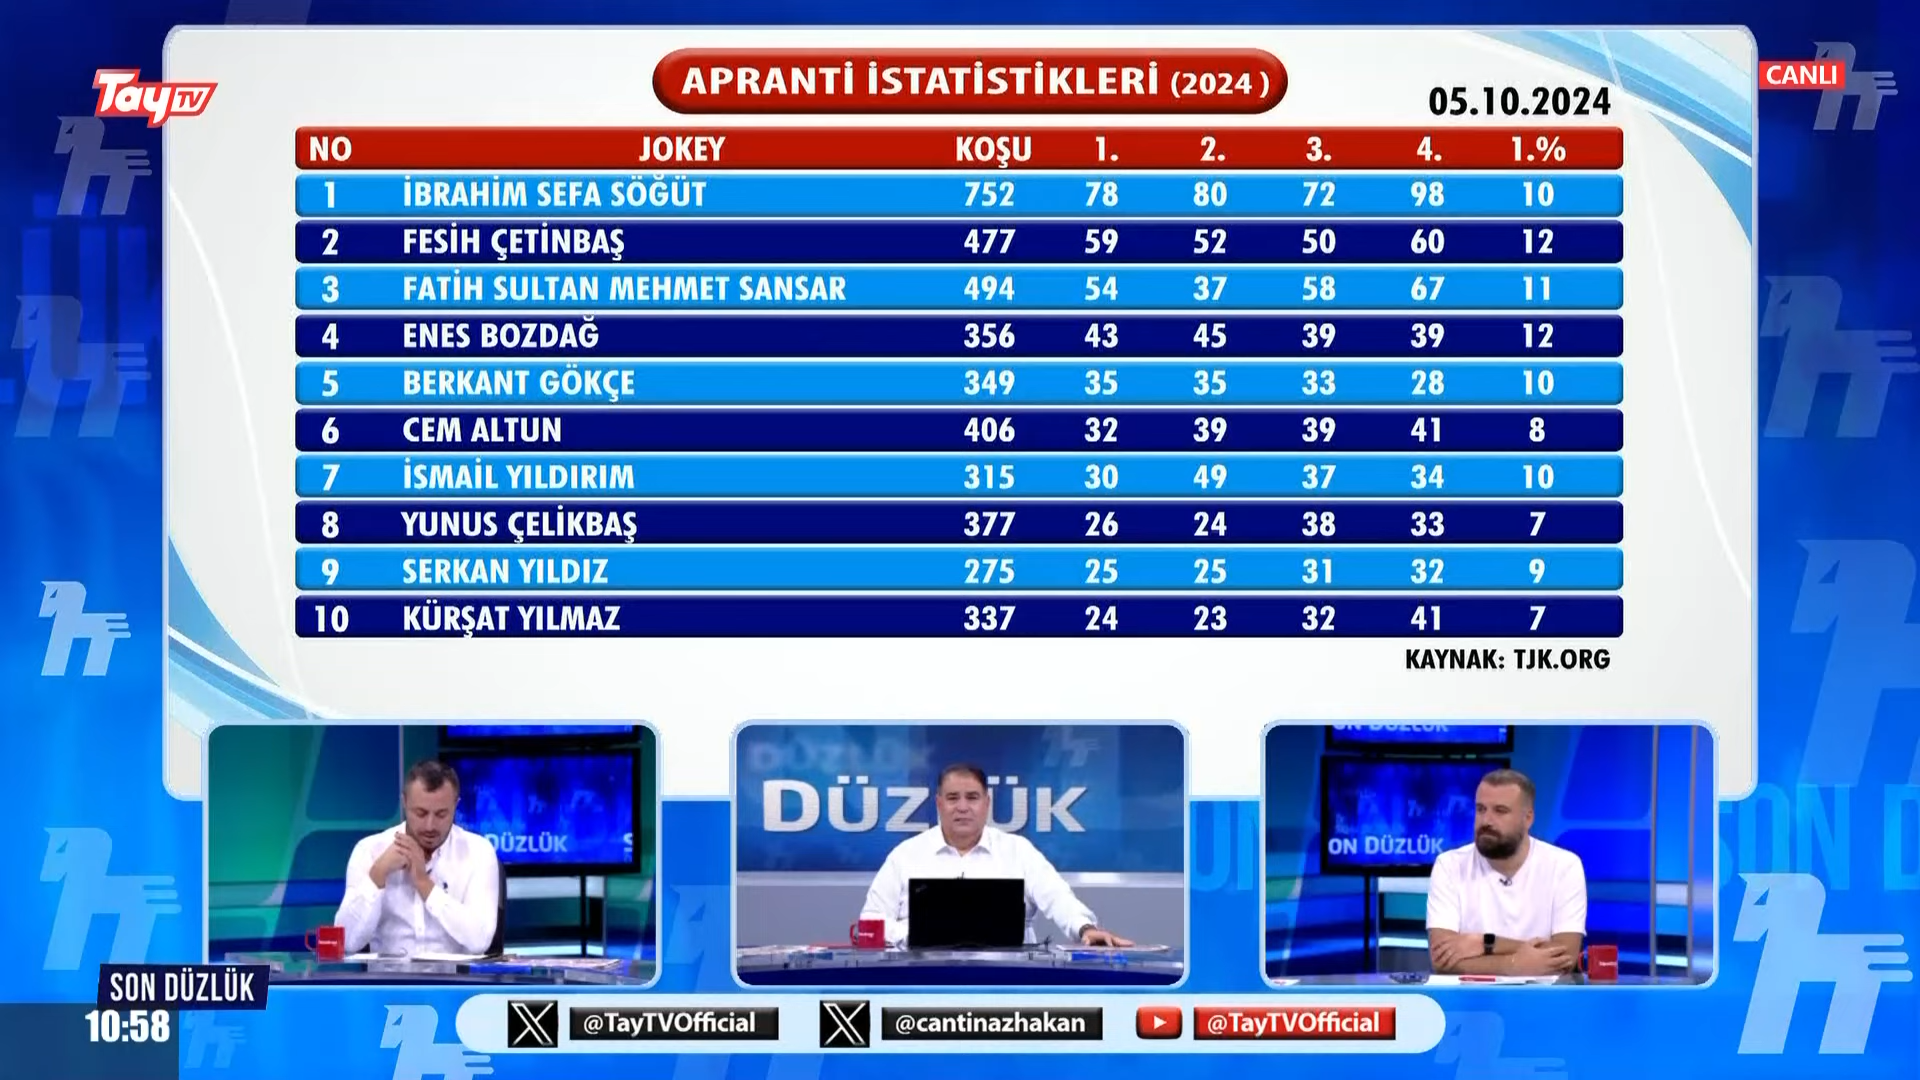 APRANTİ İSTATİSTİKLERİ (2024 )
Tay TV
CANLI
05.10.2024
NO JOKEY KOŞU 1. 2. 3. 4. 1.%
1 İBRAHİM SEFA SÖĞÜT 752 78 80 72 98 10
2 FESİH ÇETİNBAŞ 477 59 52 50 60 12
3 FATİH SULTAN MEHMET SANSAR 494 54 37 58 67 11
4 ENES BOZDAĞ 356 43 45 39 39 12
5 BERKANT GÖKÇE 349 35 35 33 28 10
6 CEM ALTUN 406 32 39 39 41 8
7 İSMAİL YILDIRIM 315 30 49 37 34 10
8 YUNUS ÇELİKBAŞ 377 26 24 38 33 7
9 SERKAN YILDIZ 275 25 25 31 32 9
10 KÜRŞAT YILMAZ 337 24 23 32 41 7
KAYNAK: TJK.ORG
ON DÜZLÜK
DÜZLÜK
DÜZ ÜK
DÜZLÜK S
ON DÜZLÜK
SON D
SON DÜZLÜK
10:58
@TayTVOfficial @cantinazhakan @TayTVOfficial